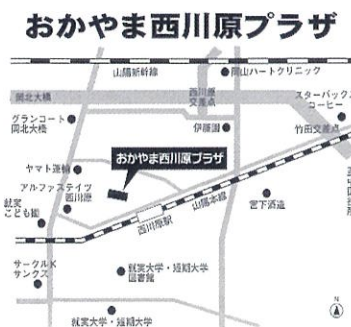 おかやま西川原プラザ
山陽新幹線
岡山ハートクリニック
岡北大橋
西川原
交差点
スターバックス
コーヒー
グランコート
岡北大橋
伊藤園
竹田交差点
おかやま西川原プラザ
ヤマト運輸
アルファステイツ
西川原
就実
こども園
山陽本線
宮下酒造
西川原駅
サークルK
サンクス
就実大学・短期大学
図書館
就実大学・短期大学
N